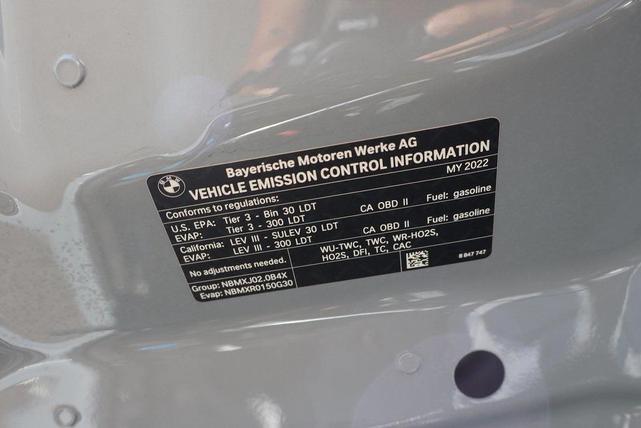 BMW
Bayerische Motoren Werke AG
VEHICLE EMISSION CONTROL INFORMATION
Conforms to regulations: MY 2022
U.S. EPA: Tier 3 - Bin 30 LDT CA OBD II Fuel: gasoline
EVAP: Tier 3 - 300 LDT
California: LEV III - SULEV 30 LDT CA OBD II Fuel: gasoline
EVAP: LEV III - 300 LDT
No adjustments needed. WU-TWC, TWC, WR-HO2S,
HO2S, DFI, TC, CAC
Group: NBMXJ02.0B4X
Evap: NBMXR0150G30
8 847 747